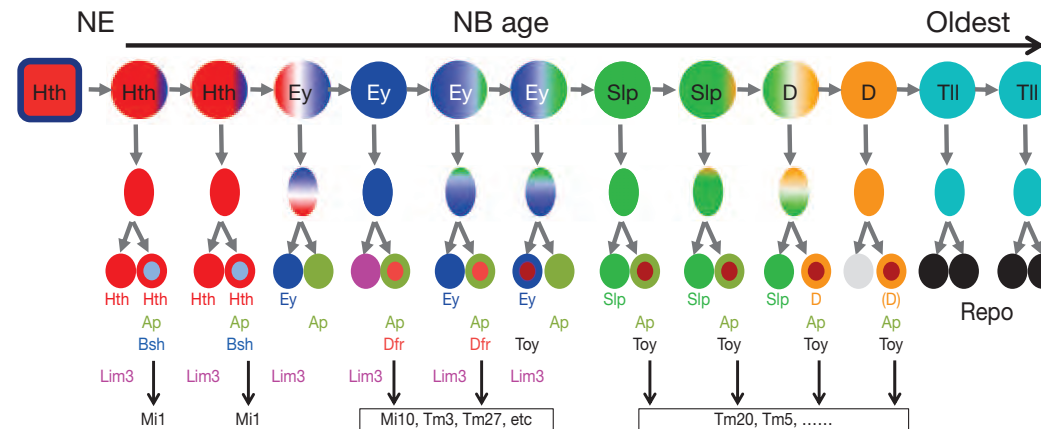 NE NB age Oldest
Hth Hth Hth Ey Ey Ey Ey Slp Slp D D Tll Tll
Hth Hth Hth Hth Ey Ey Ey Slp Slp Slp D (D)
Ap Ap Ap Ap Ap Ap Ap Ap Ap Ap Repo
Bsh Bsh Dfr Dfr Toy Toy Toy Toy Toy
Lim3 Lim3 Lim3 Lim3 Lim3 Lim3
Mi1 Mi1 Mi10, Tm3, Tm27, etc Tm20, Tm5, ......